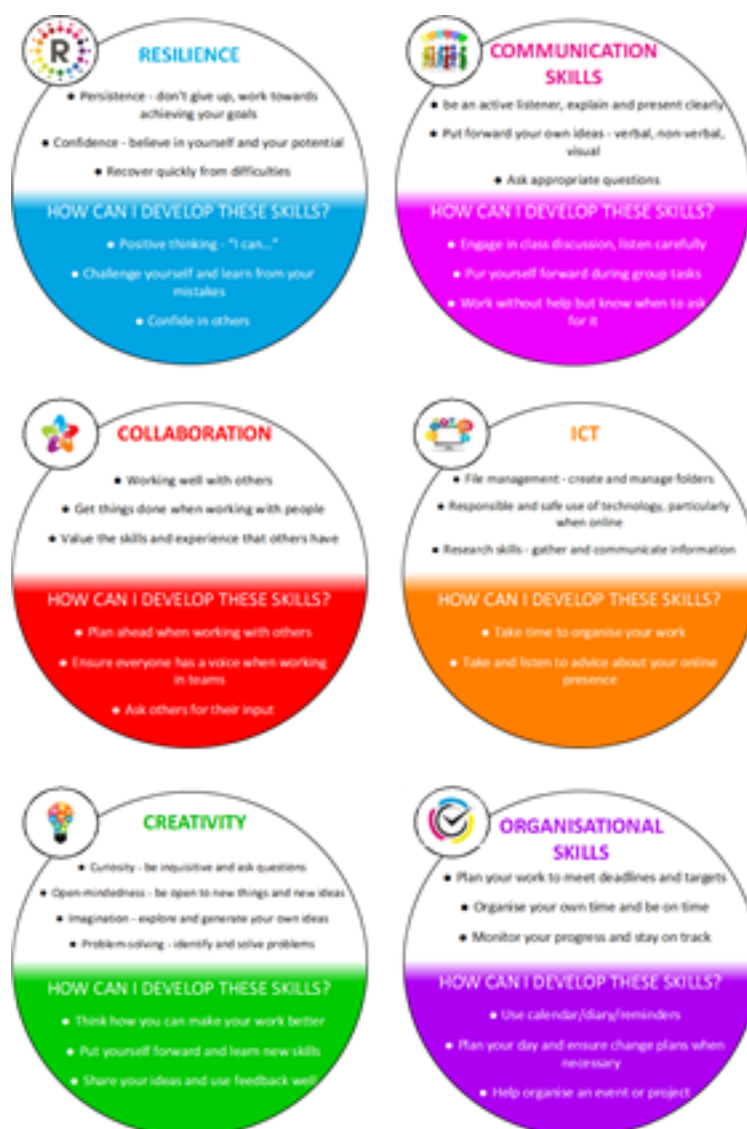 R
RESILIENCE
● Persistence - don't give up, work towards
achieving your goals
● Confidence - believe in yourself and your potential
● Recover quickly from difficulties
HOW CAN I DEVELOP THESE SKILLS?
● Positive thinking - "I can..."
● Challenge yourself and learn from your
mistakes
● Confide in others
COMMUNICATION
SKILLS
● be an active listener, explain and present clearly
● Put forward your own ideas - verbal, non-verbal,
visual
● Ask appropriate questions
HOW CAN I DEVELOP THESE SKILLS?
● Engage in class discussion, listen carefully
● Pur yourself forward during group tasks
● Work without help but know when to ask
for it
COLLABORATION
● Working well with others
● Get things done when working with people
● Value the skills and experience that others have
HOW CAN I DEVELOP THESE SKILLS?
● Plan ahead when working with others
● Ensure everyone has a voice when working
in teams
● Ask others for their input
ICT
● File management - create and manage folders
● Responsible and safe use of technology, particularly
when online
● Research skills - gather and communicate information
HOW CAN I DEVELOP THESE SKILLS?
● Take time to organise your work
● Take and listen to advice about your online
presence
CREATIVITY
● Curiosity - be inquisitive and ask questions
● Open-mindedness - be open to new things and new ideas
● Imagination - explore and generate your own ideas
● Problem-solving - identify and solve problems
HOW CAN I DEVELOP THESE SKILLS?
● Think how you can make your work better
● Put yourself forward and learn new skills
● Share your ideas and use feedback well
ORGANISATIONAL
SKILLS
● Plan your work to meet deadlines and targets
● Organise your own time and be on time
● Monitor your progress and stay on track
HOW CAN I DEVELOP THESE SKILLS?
● Use calendar/diary/reminders
● Plan your day and ensure change plans when
necessary
● Help organise an event or project